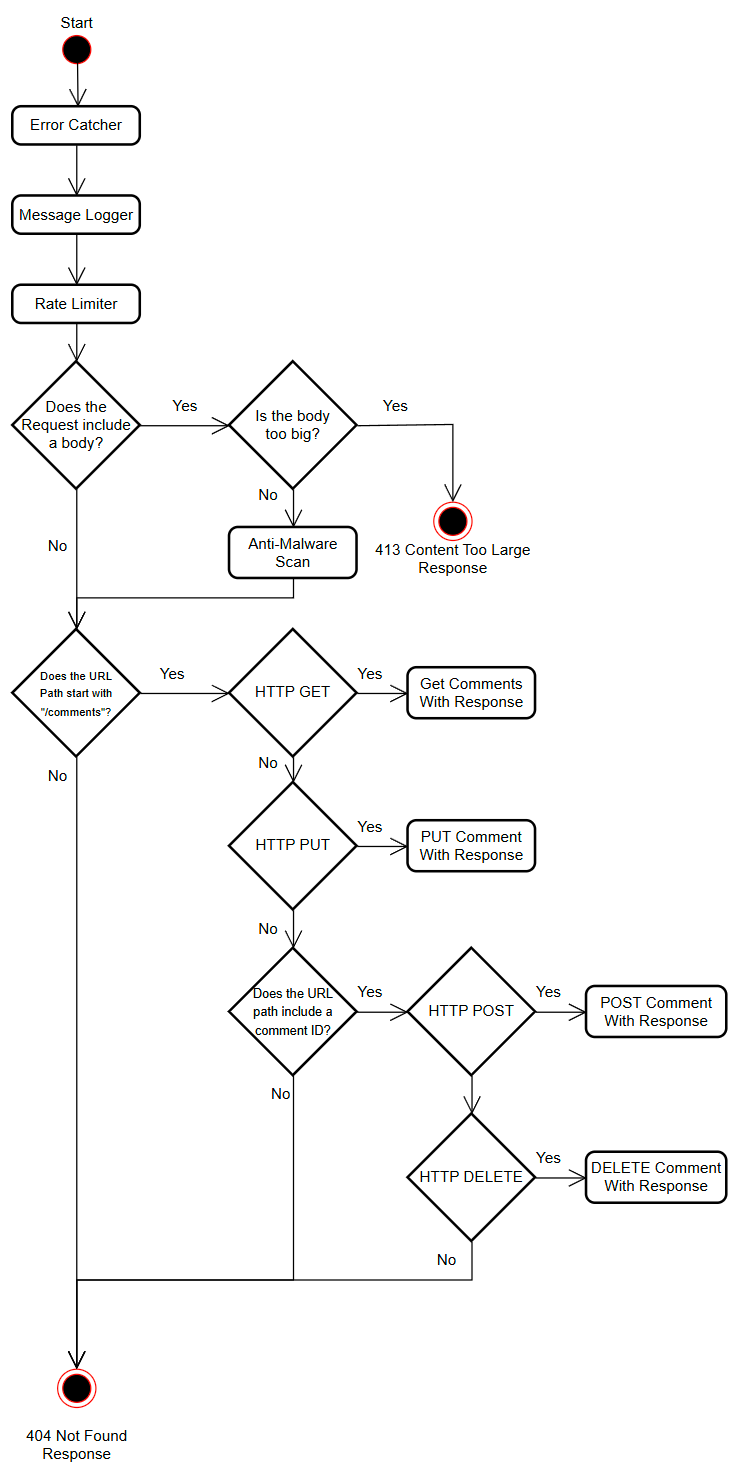 Start
Error Catcher
Message Logger
Rate Limiter
Does the
Request include
a body?
Yes
Is the body
too big?
Yes
No
No
Anti-Malware
Scan
413 Content Too Large
Response
Does the URL
Path start with
"/comments"?
Yes
HTTP GET
Yes
Get Comments
With Response
No
No
HTTP PUT
Yes
PUT Comment
With Response
No
Does the URL
path include a
comment ID?
Yes
HTTP POST
Yes
POST Comment
With Response
No
HTTP DELETE
Yes
DELETE Comment
With Response
No
404 Not Found
Response